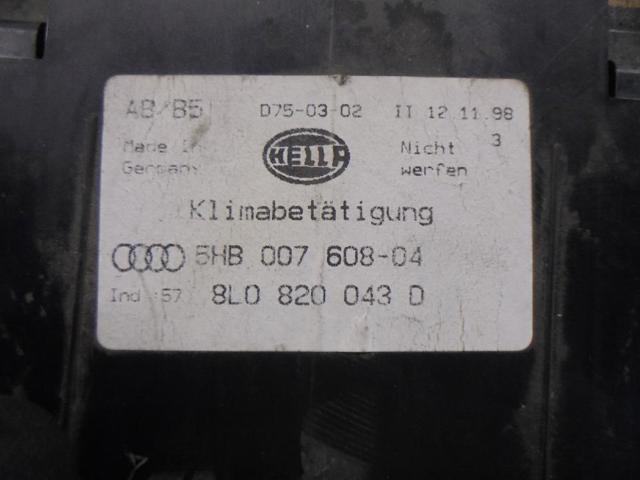 A8/B5 D75-03-02 II 12.11.98
Made in Germany
HELLA
Nicht werfen
3
Klimabetätigung
5HB 007 608-04
Ind 57 8L0 820 043 D